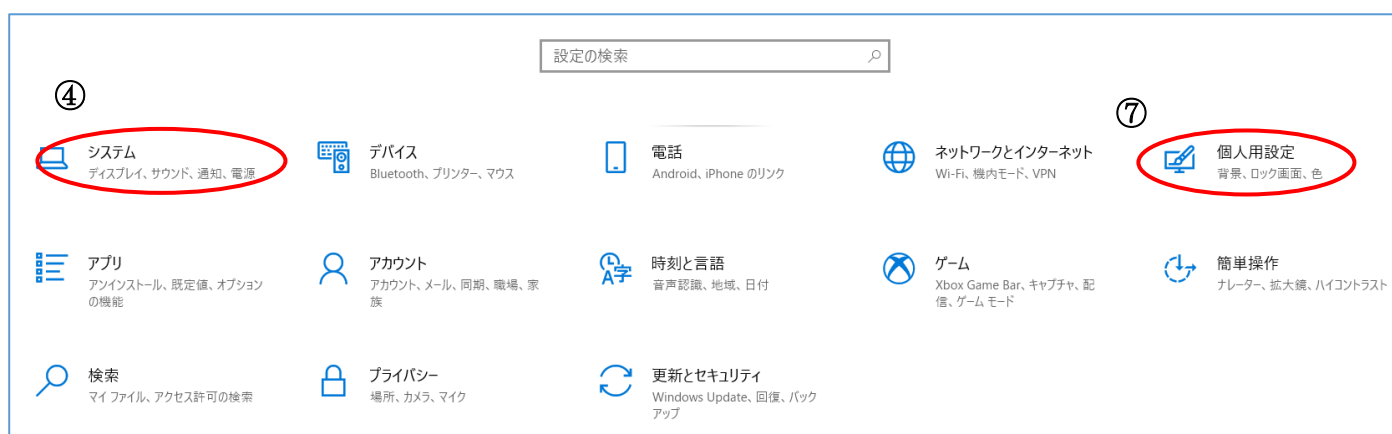 設定の検索
④
⑦
システム
ディスプレイ、サウンド、通知、電源
デバイス
Bluetooth、プリンター、マウス
電話
Android、iPhone のリンク
ネットワークとインターネット
Wi-Fi、機内モード、VPN
個人用設定
背景、ロック画面、色
アプリ
アンインストール、既定値、オプション
の機能
アカウント
アカウント、メール、同期、職場、家
族
時刻と言語
音声認識、地域、日付
ゲーム
Xbox Game Bar、キャプチャ、配
信、ゲーム モード
簡単操作
ナレーター、拡大鏡、ハイコントラスト
検索
マイ ファイル、アクセス許可の検索
プライバシー
場所、カメラ、マイク
更新とセキュリティ
Windows Update、回復、バック
アップ